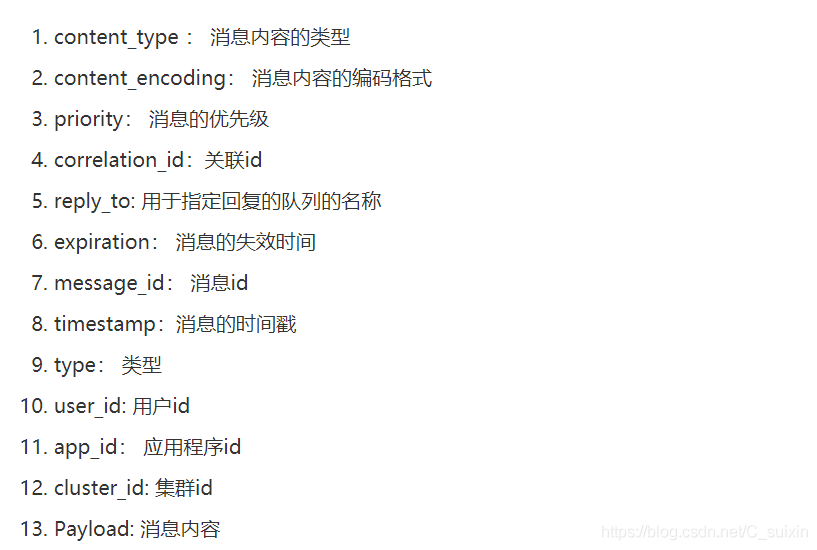 1. content_type ： 消息内容的类型
2. content_encoding： 消息内容的编码格式
3. priority： 消息的优先级
4. correlation_id：关联id
5. reply_to: 用于指定回复的队列的名称
6. expiration： 消息的失效时间
7. message_id： 消息id
8. timestamp：消息的时间戳
9. type： 类型
10. user_id: 用户id
11. app_id： 应用程序id
12. cluster_id: 集群id
13. Payload: 消息内容
https://blog.csdn.net/C_suixin